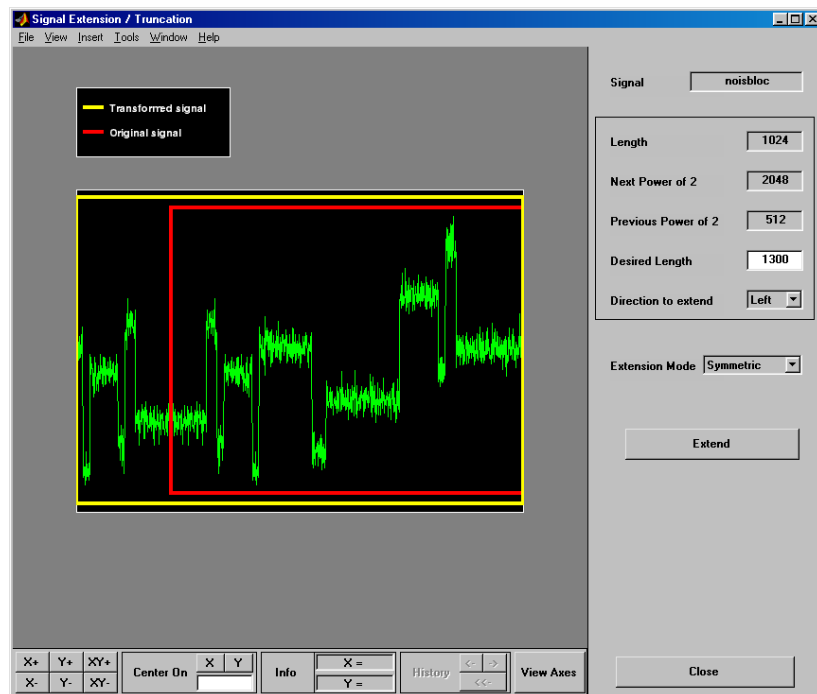 Signal Extension / Truncation
File View Insert Tools Window Help
Transformed signal
Original signal
Signal noisbloc
Length 1024
Next Power of 2 2048
Previous Power of 2 512
Desired Length 1300
Direction to extend Left
Extension Mode Symmetric
Extend
X+ Y+ XY+
X- Y- XY-
Center On X Y
Info X =
Y =
History <- ->
<<-
View Axes
Close